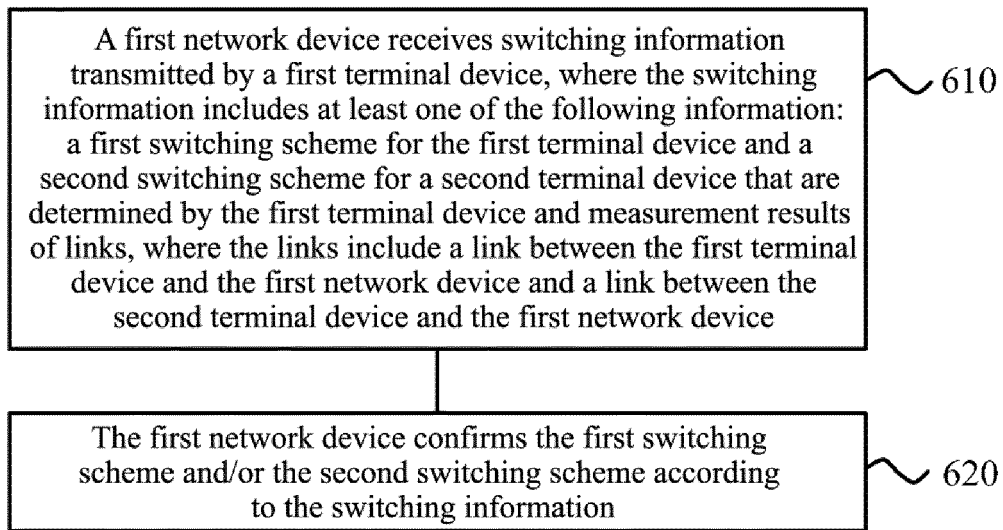 A first network device receives switching information
transmitted by a first terminal device, where the switching
information includes at least one of the following information:
a first switching scheme for the first terminal device and a
second switching scheme for a second terminal device that are
determined by the first terminal device and measurement results
of links, where the links include a link between the first terminal
device and the first network device and a link between the
second terminal device and the first network device
610
The first network device confirms the first switching
scheme and/or the second switching scheme according
to the switching information
620